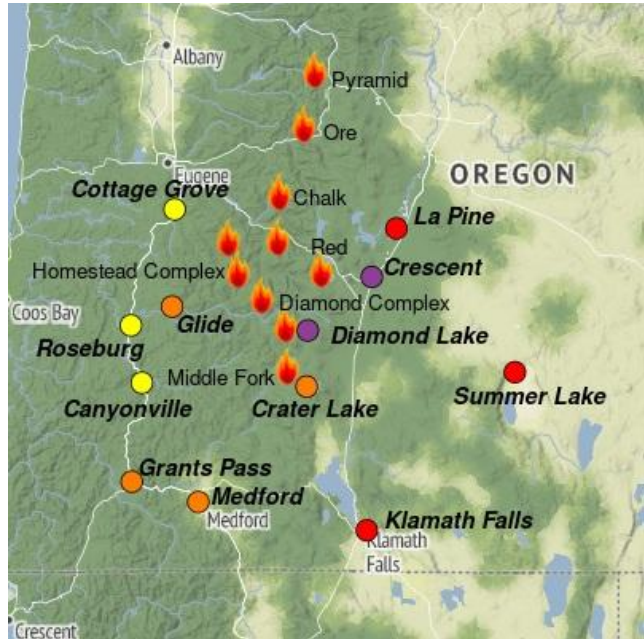 Albany
Pyramid
Ore
Eugene
OREGON
Cottage Grove
Chalk
La Pine
Red
Homestead Complex
Crescent
Diamond Complex
Coos Bay
Glide
Roseburg
Diamond Lake
Middle Fork
Canyonville
Crater Lake
Summer Lake
Grants Pass
Medford
Medford
Klamath Falls
Klamath
Falls
Crescent